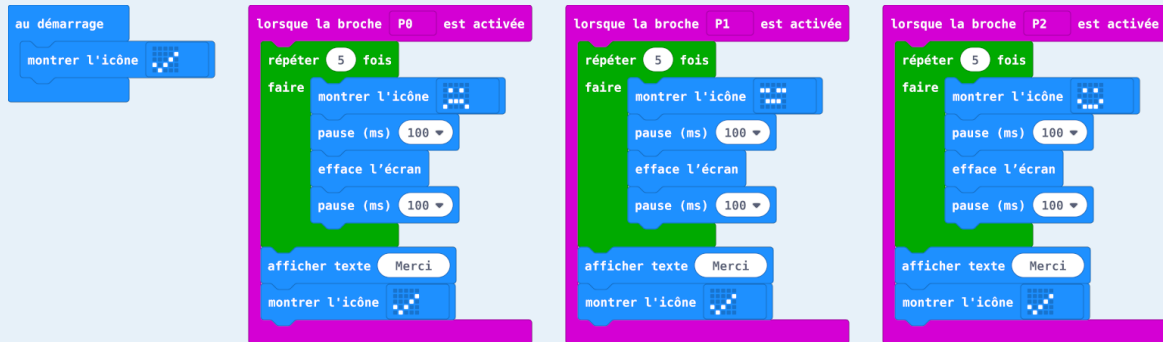 au démarrage
montrer l'icône
lorsque la broche P0 est activée
répéter 5 fois
faire
montrer l'icône
pause (ms) 100
efface l’écran
pause (ms) 100
afficher texte Merci
montrer l'icône
lorsque la broche P1 est activée
répéter 5 fois
faire
montrer l'icône
pause (ms) 100
efface l’écran
pause (ms) 100
afficher texte Merci
montrer l'icône
lorsque la broche P2 est activée
répéter 5 fois
faire
montrer l'icône
pause (ms) 100
efface l’écran
pause (ms) 100
afficher texte Merci
montrer l'icône